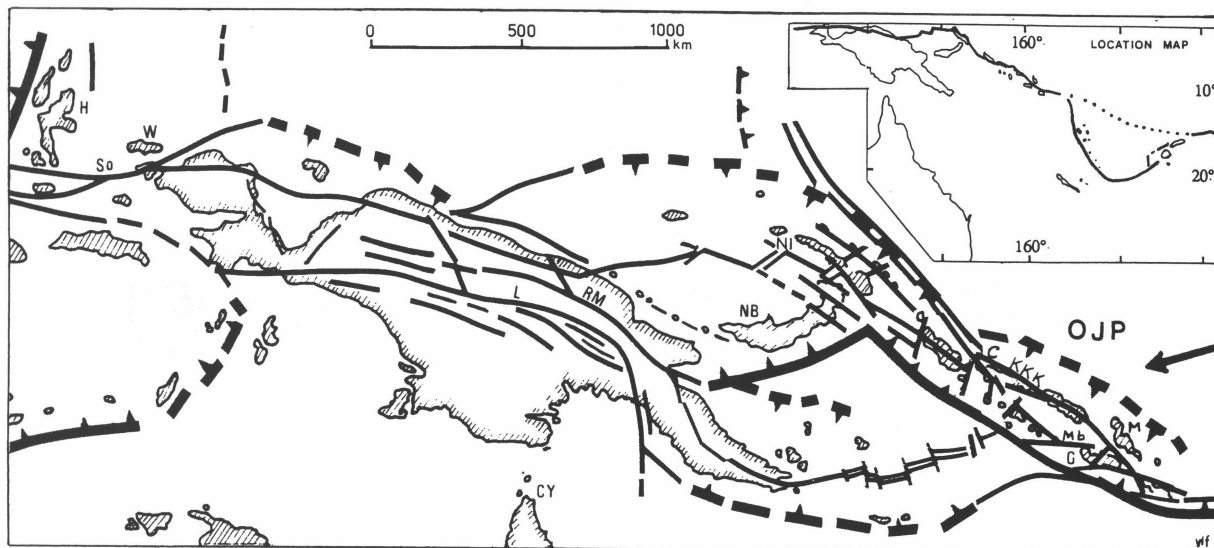 0 500 1000
km
160°
LOCATION MAP
10°
20°
160°
H
W
So
NI
L
RM
NB
OJP
C
KKK
M
Mb
G
CY
Wf